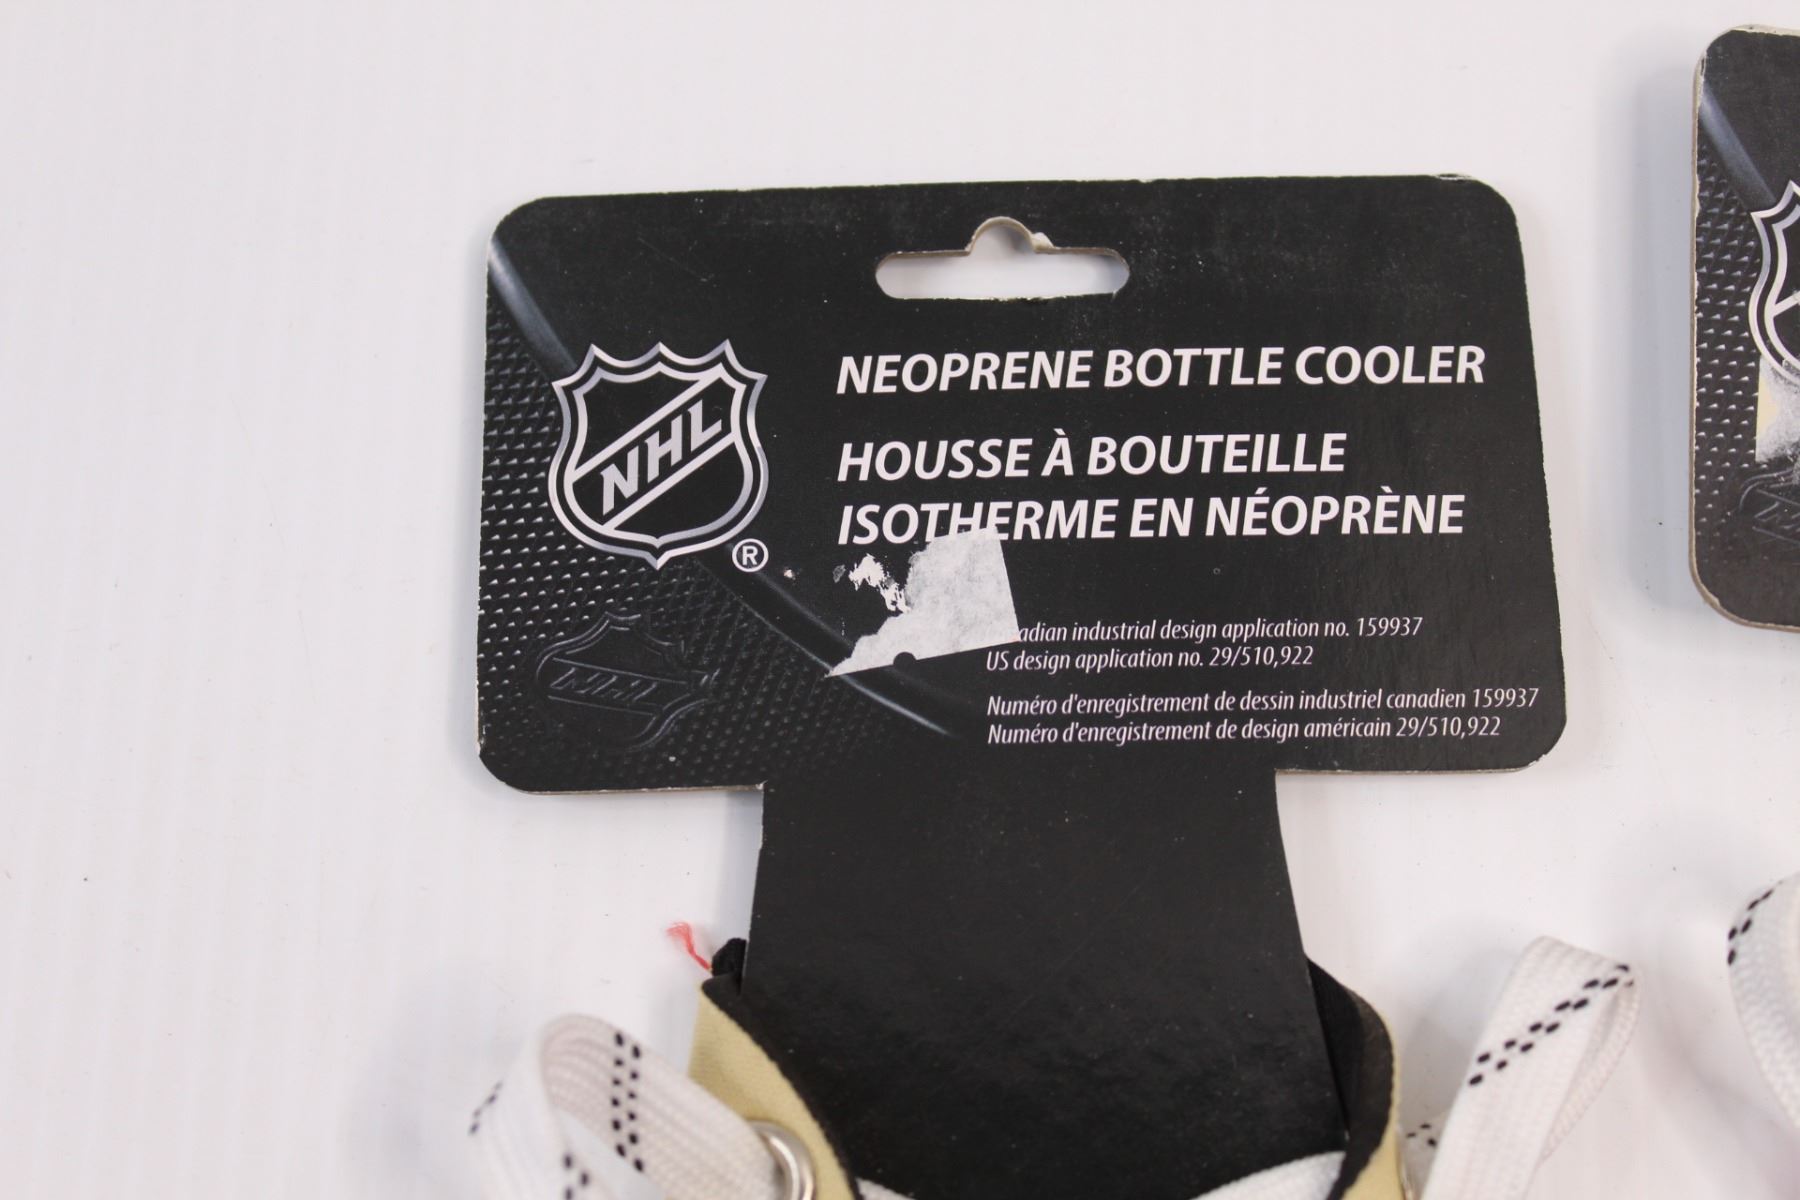 NHL
®
NEOPRENE BOTTLE COOLER
HOUSSE À BOUTEILLE
ISOTHERME EN NÉOPRÈNE
industrial design application no. 159937
US design application no. 29/510,922
Numéro d'enregistrement de dessin industriel canadien 159937
Numéro d'enregistrement de design américain 29/510,922
NHL